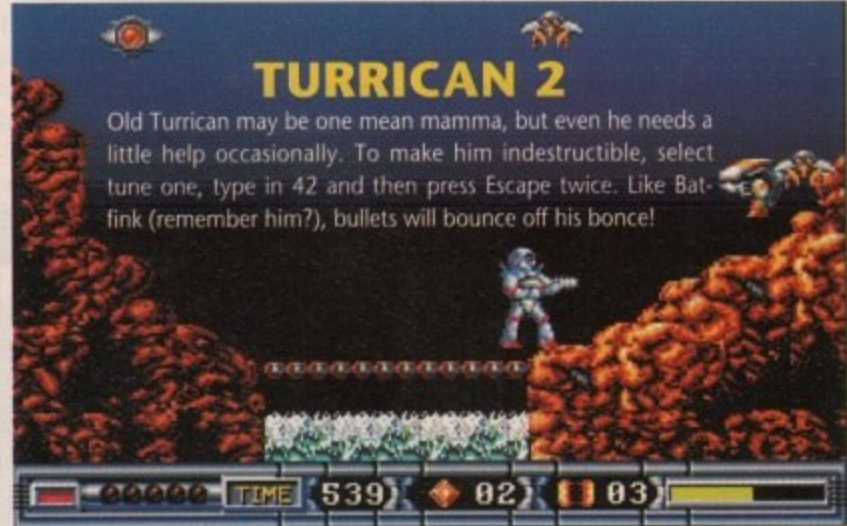 TURRICAN 2
Old Turrican may be one mean mamma, but even he needs a
little help occasionally. To make him indestructible, select
tune one, type in 42 and then press Escape twice. Like Bat-
fink (remember him?), bullets will bounce off his bonce!
TIME 539 02 03